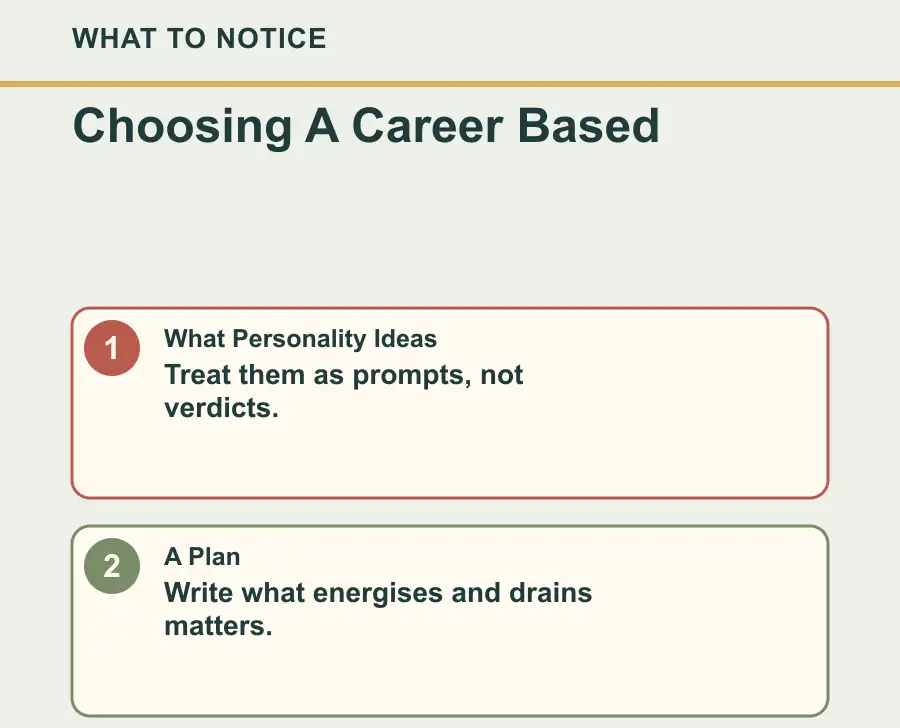 WHAT TO NOTICE
Choosing A Career Based
1
What Personality Ideas
Treat them as prompts, not
verdicts.
2
A Plan
Write what energises and drains
matters.